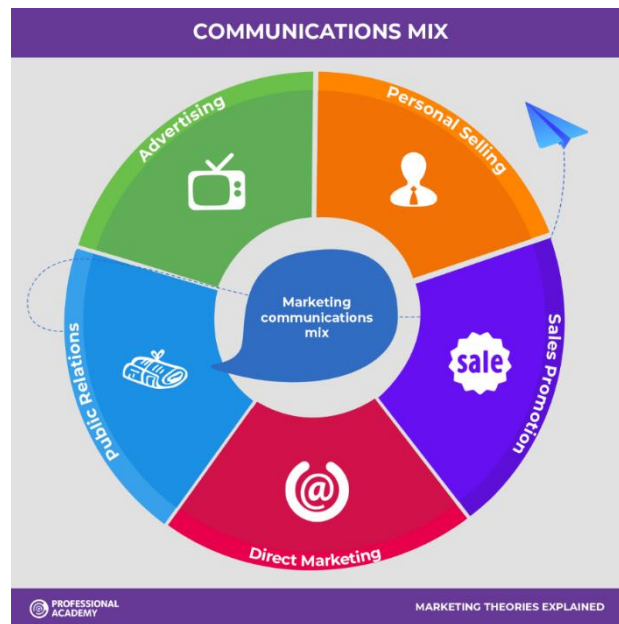 COMMUNICATIONS MIX
Advertising
Personal Selling
Marketing
communications
mix
Public Relations
sale
Sales Promotion
@
Direct Marketing
PROFESSIONAL
ACADEMY
MARKETING THEORIES EXPLAINED